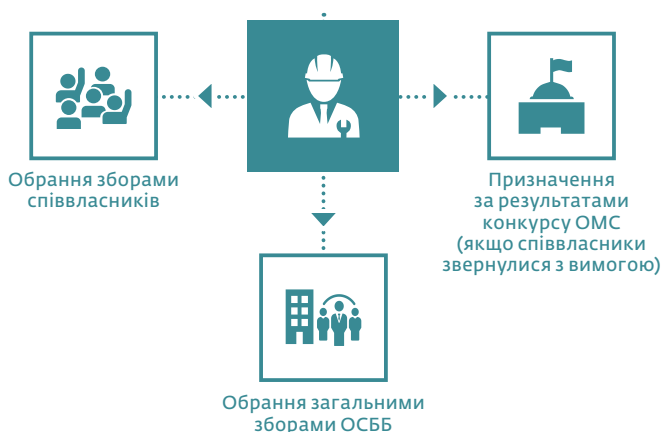 Обрання зборами
співвласників
Призначення
за результатами
конкурсу ОМС
(якщо співвласники
звернулися з вимогою)
Обрання загальними
зборами ОСББ